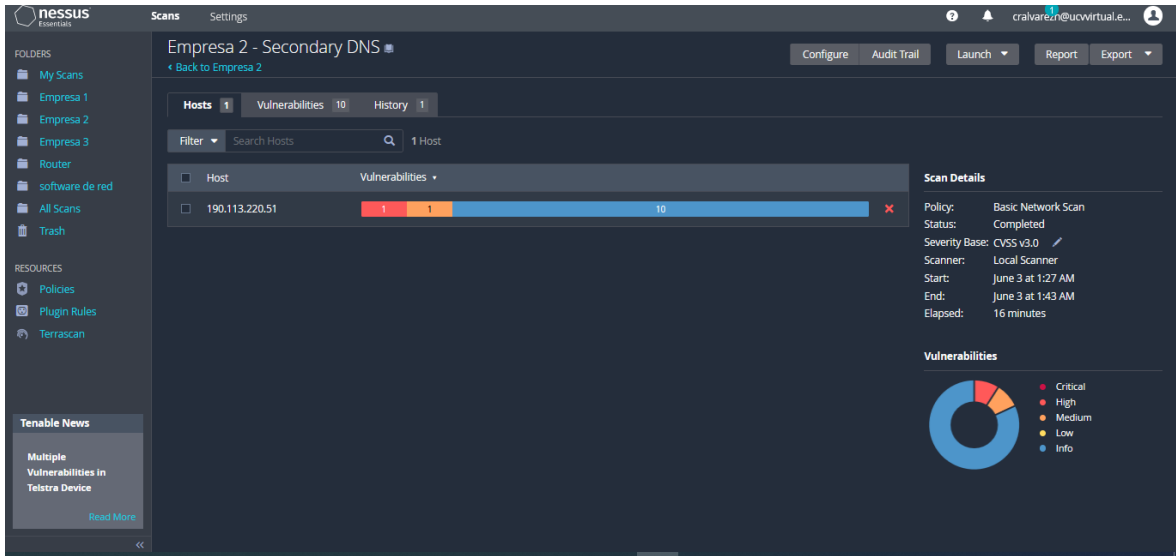 nessus
Essentials
Scans
Settings
1
cralvarezn@ucvvirtual.e...
FOLDERS
My Scans
Empresa 1
Empresa 2
Empresa 3
Router
software de red
All Scans
Trash
RESOURCES
Policies
Plugin Rules
Terrascan
Tenable News
Multiple
Vulnerabilities in
Telstra Device
Read More
Empresa 2 - Secondary DNS
Back to Empresa 2
Configure
Audit Trail
Launch
Report
Export
Hosts 1
Vulnerabilities 10
History 1
Filter
Search Hosts
1 Host
Host
Vulnerabilities
190.113.220.51
1
1
10
Scan Details
Policy: Basic Network Scan
Status: Completed
Severity Base: CVSS v3.0
Scanner: Local Scanner
Start: June 3 at 1:27 AM
End: June 3 at 1:43 AM
Elapsed: 16 minutes
Vulnerabilities
Critical
High
Medium
Low
Info